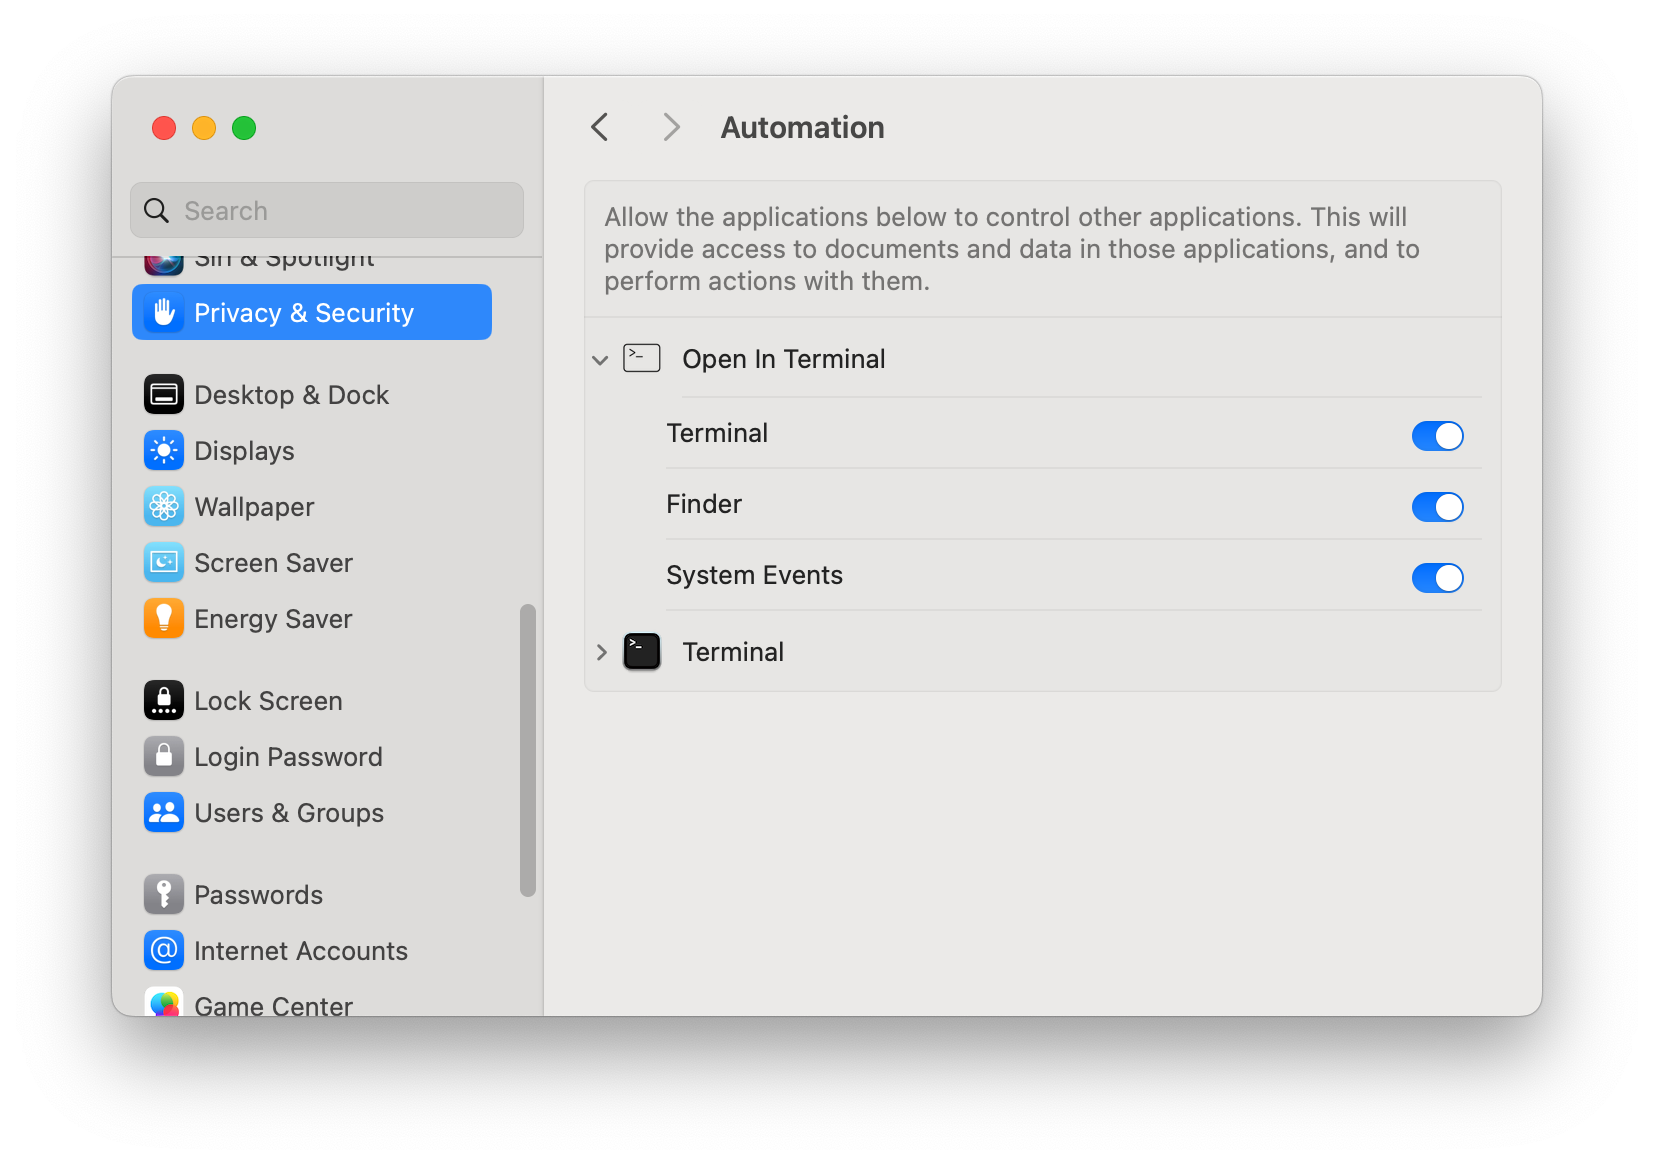 Automation
Search
Siri & Spotlight
Privacy & Security
Desktop & Dock
Displays
Wallpaper
Screen Saver
Energy Saver
Lock Screen
Login Password
Users & Groups
Passwords
Internet Accounts
Game Center
Allow the applications below to control other applications. This will
provide access to documents and data in those applications, and to
perform actions with them.
Open In Terminal
Terminal
Finder
System Events
Terminal